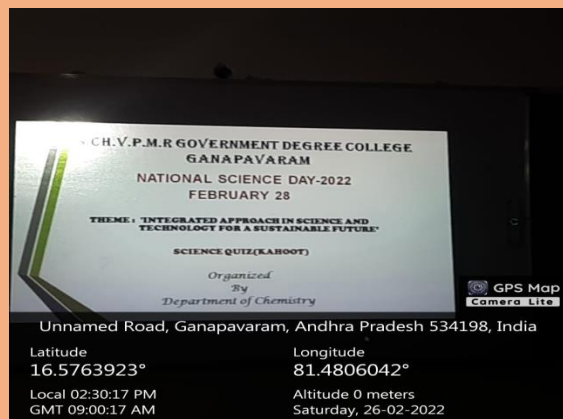 CH.V.P.M.R GOVERNMENT DEGREE COLLEGE
GANAPAVARAM
NATIONAL SCIENCE DAY-2022
FEBRUARY 28
THEME : 'INTEGRATED APPROACH IN SCIENCE AND
TECHNOLOGY FOR A SUSTAINABLE FUTURE'
SCIENCE QUIZ(KAHOOT)
Organized
By
Department of Chemistry
GPS Map
Camera Lite
Unnamed Road, Ganapavaram, Andhra Pradesh 534198, India
Latitude
16.5763923°
Longitude
81.4806042°
Local 02:30:17 PM
GMT 09:00:17 AM
Altitude 0 meters
Saturday, 26-02-2022